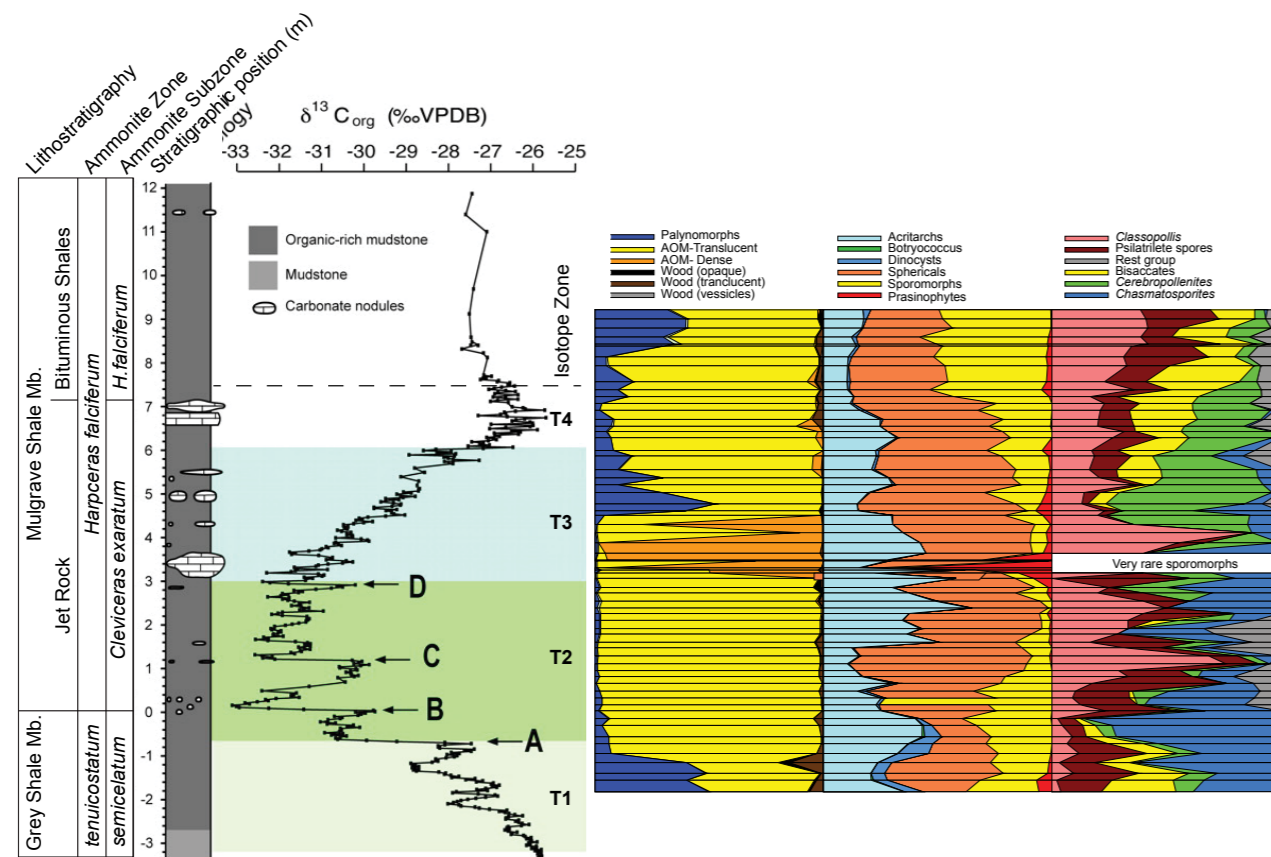 Lithostratigraphy
Ammonite Zone
Ammonite Subzone
Stratigraphic position (m)
ology
δ13 Corg (‰VPDB)
-33 -32 -31 -30 -29 -28 -27 -26 -25
Mulgrave Shale Mb.
Grey Shale Mb.
Bituminous Shales
Jet Rock
Harpceras falciferum
tenuicostatum
H.falciferum
Cleviceras exaratum
semicelatum
12
11
10
9
8
7
6
5
4
3
2
1
0
-1
-2
-3
Organic-rich mudstone
Mudstone
Carbonate nodules
Isotope Zone
T4
T3
T2
T1
D
C
B
A
Palynomorphs
AOM-Translucent
AOM- Dense
Wood (opaque)
Wood (tranclucent)
Wood (vessicles)
Acritarchs
Botryococcus
Dinocysts
Sphericals
Sporomorphs
Prasinophytes
Classopollis
Psilatrilete spores
Rest group
Bisaccates
Cerebropollenites
Chasmatosporites
Very rare sporomorphs